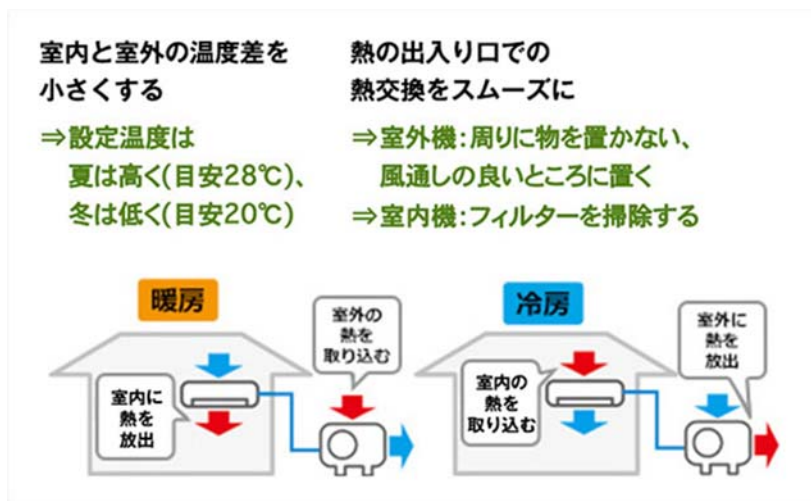 室内と室外の温度差を
小さくする
⇒設定温度は
夏は高く(目安28℃)、
冬は低く(目安20℃)
熱の出入り口での
熱交換をスムーズに
⇒室外機：周りに物を置かない、
風通しの良いところに置く
⇒室内機：フィルターを掃除する
暖房
室外の
熱を
取り込む
室内に
熱を
放出
冷房
室外に
熱を
放出
室内の
熱を
取り込む